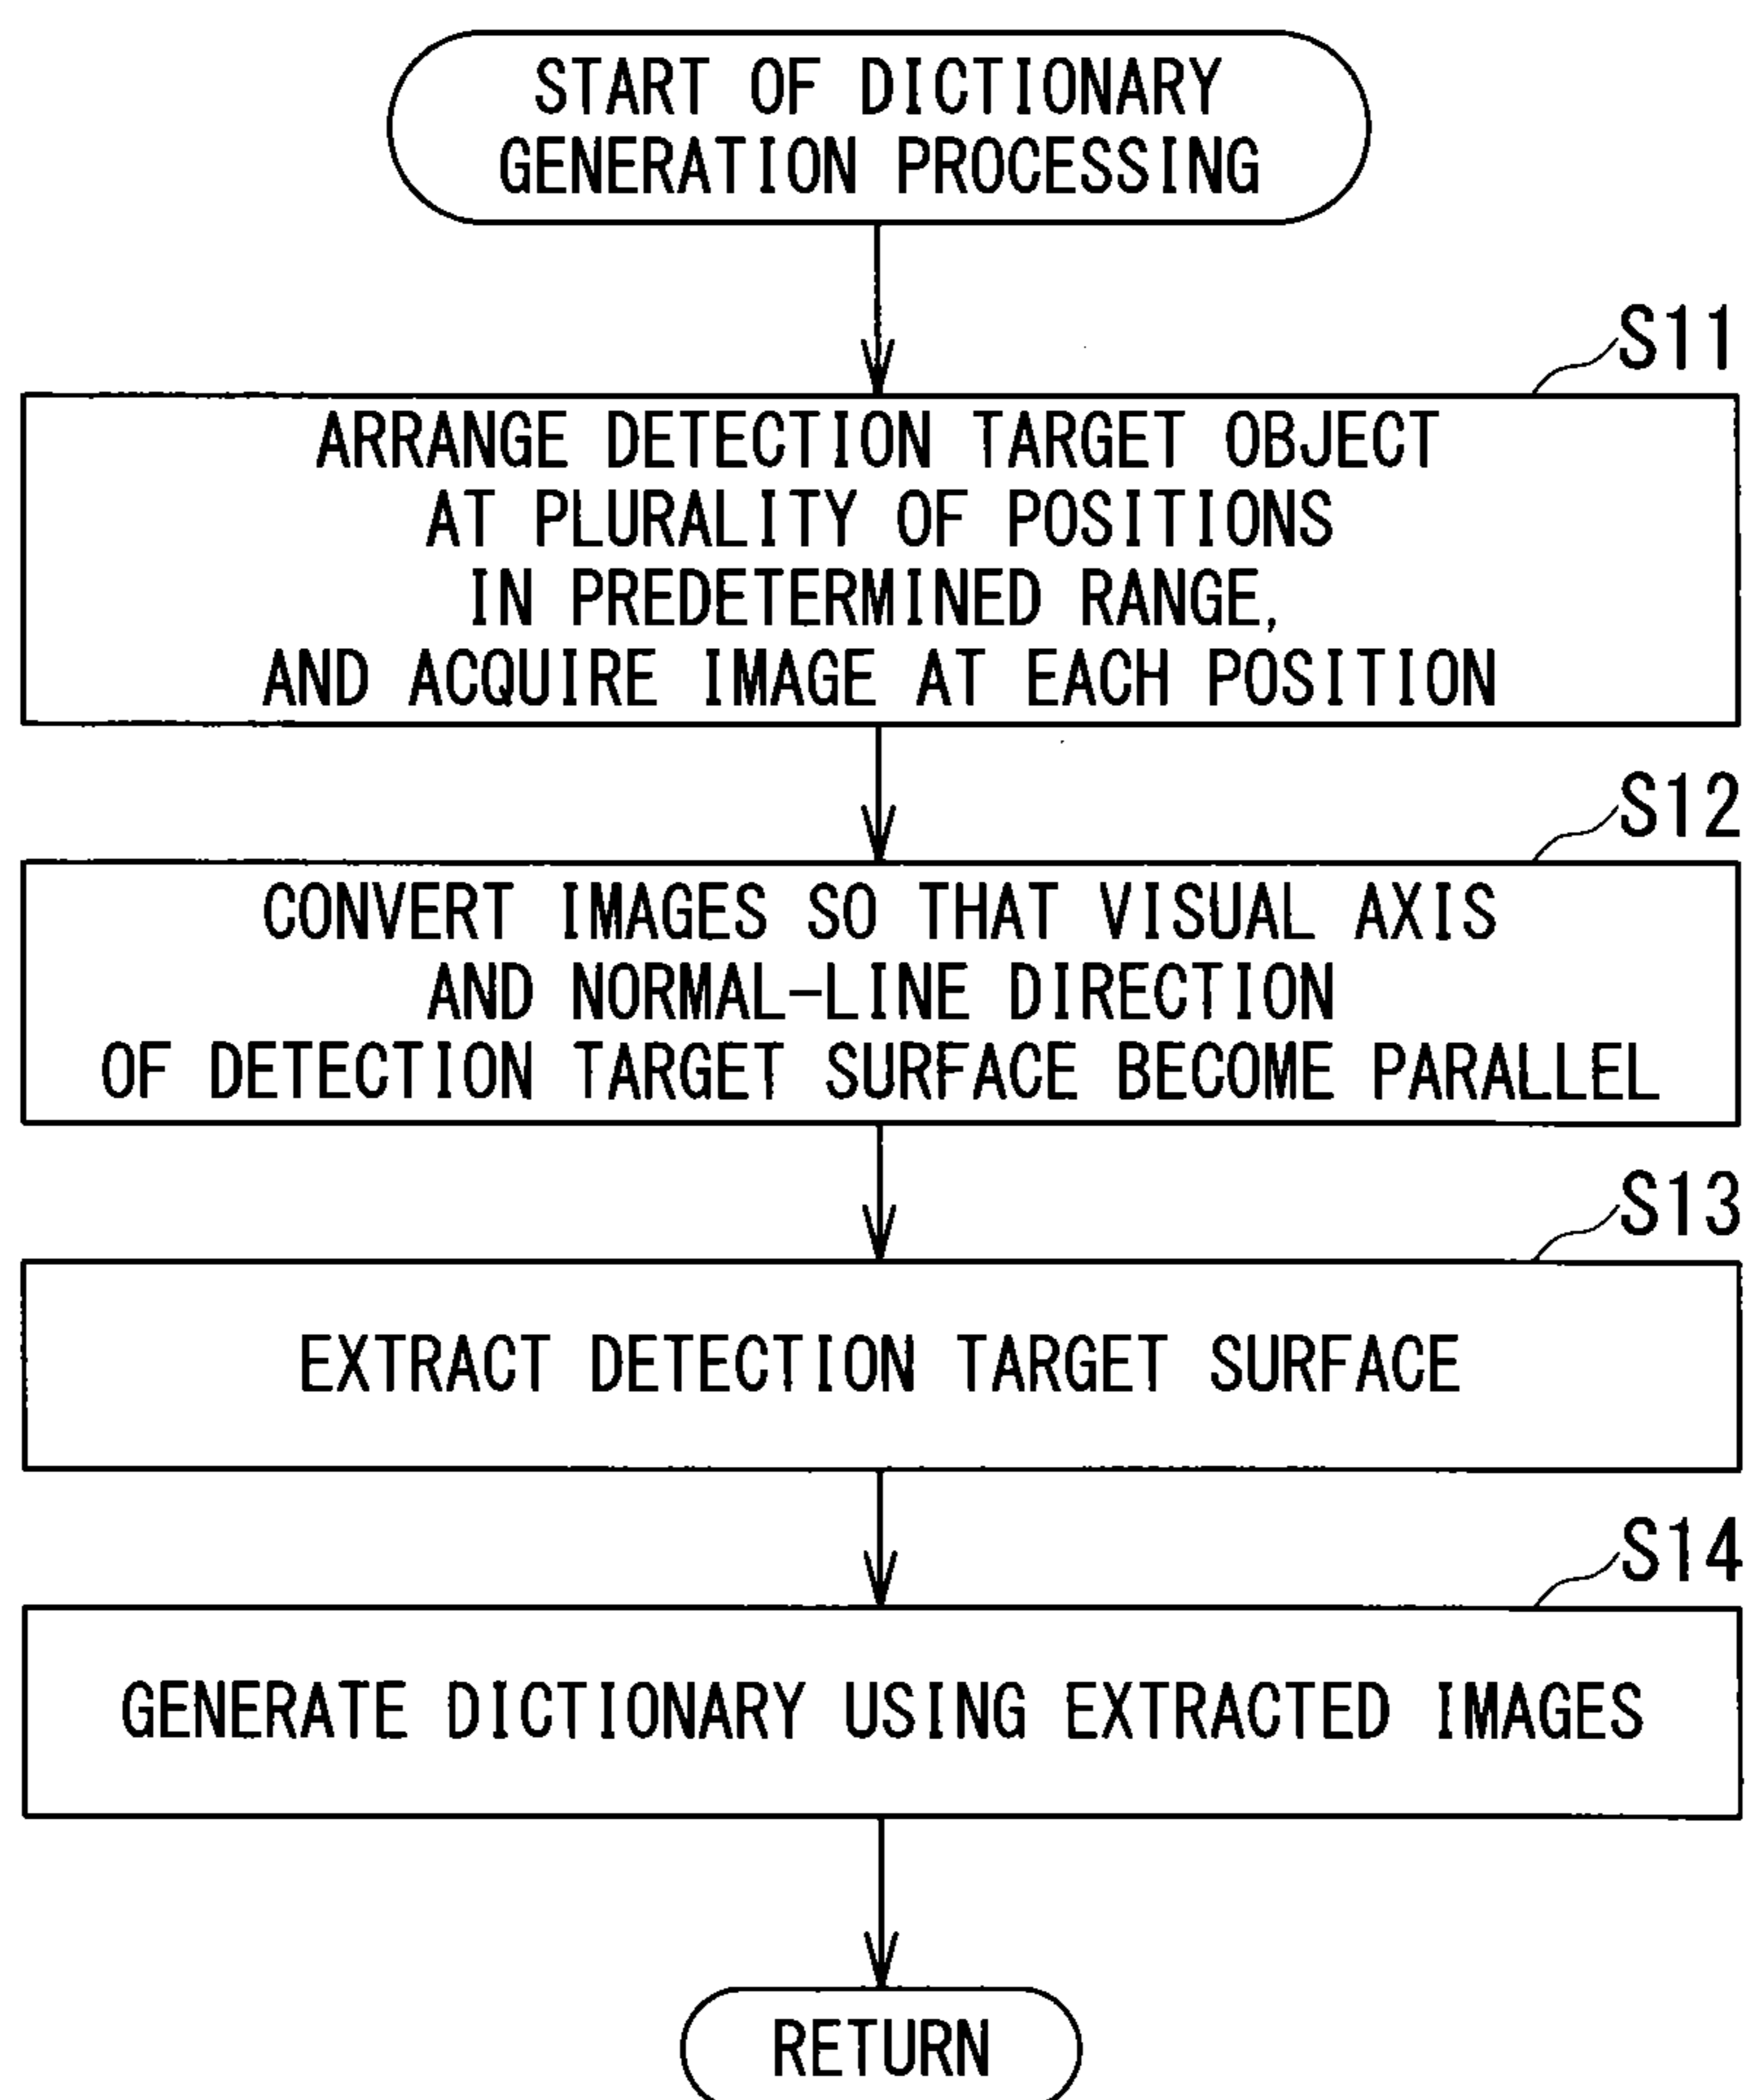 START OF DICTIONARY
GENERATION PROCESSING
S11
ARRANGE DETECTION TARGET OBJECT
AT PLURALITY OF POSITIONS
IN PREDETERMINED RANGE,
AND ACQUIRE IMAGE AT EACH POSITION
S12
CONVERT IMAGES SO THAT VISUAL AXIS
AND NORMAL-LINE DIRECTION
OF DETECTION TARGET SURFACE BECOME PARALLEL
S13
EXTRACT DETECTION TARGET SURFACE
S14
GENERATE DICTIONARY USING EXTRACTED IMAGES
RETURN